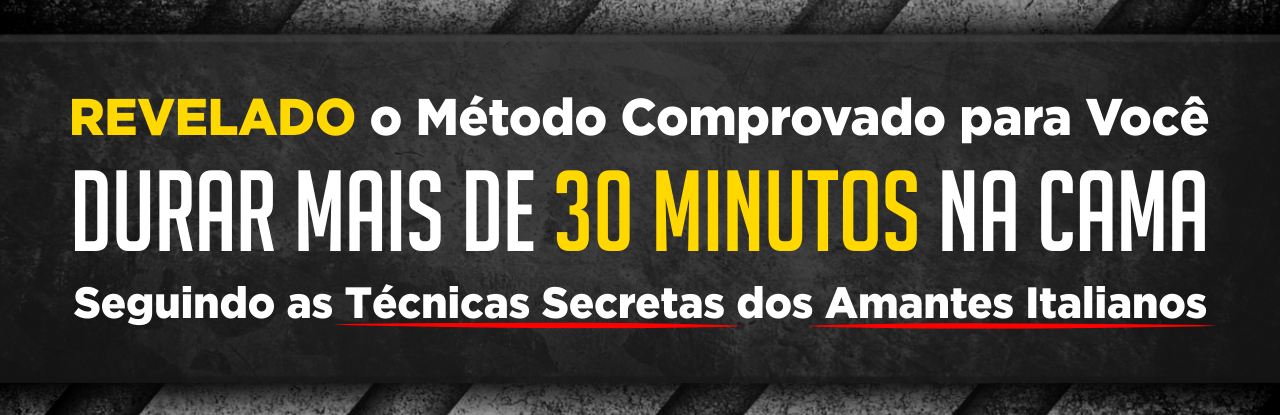 REVELADO o Método Comprovado para Você
DURAR MAIS DE 30 MINUTOS NA CAMA
Seguindo as Técnicas Secretas dos Amantes Italianos